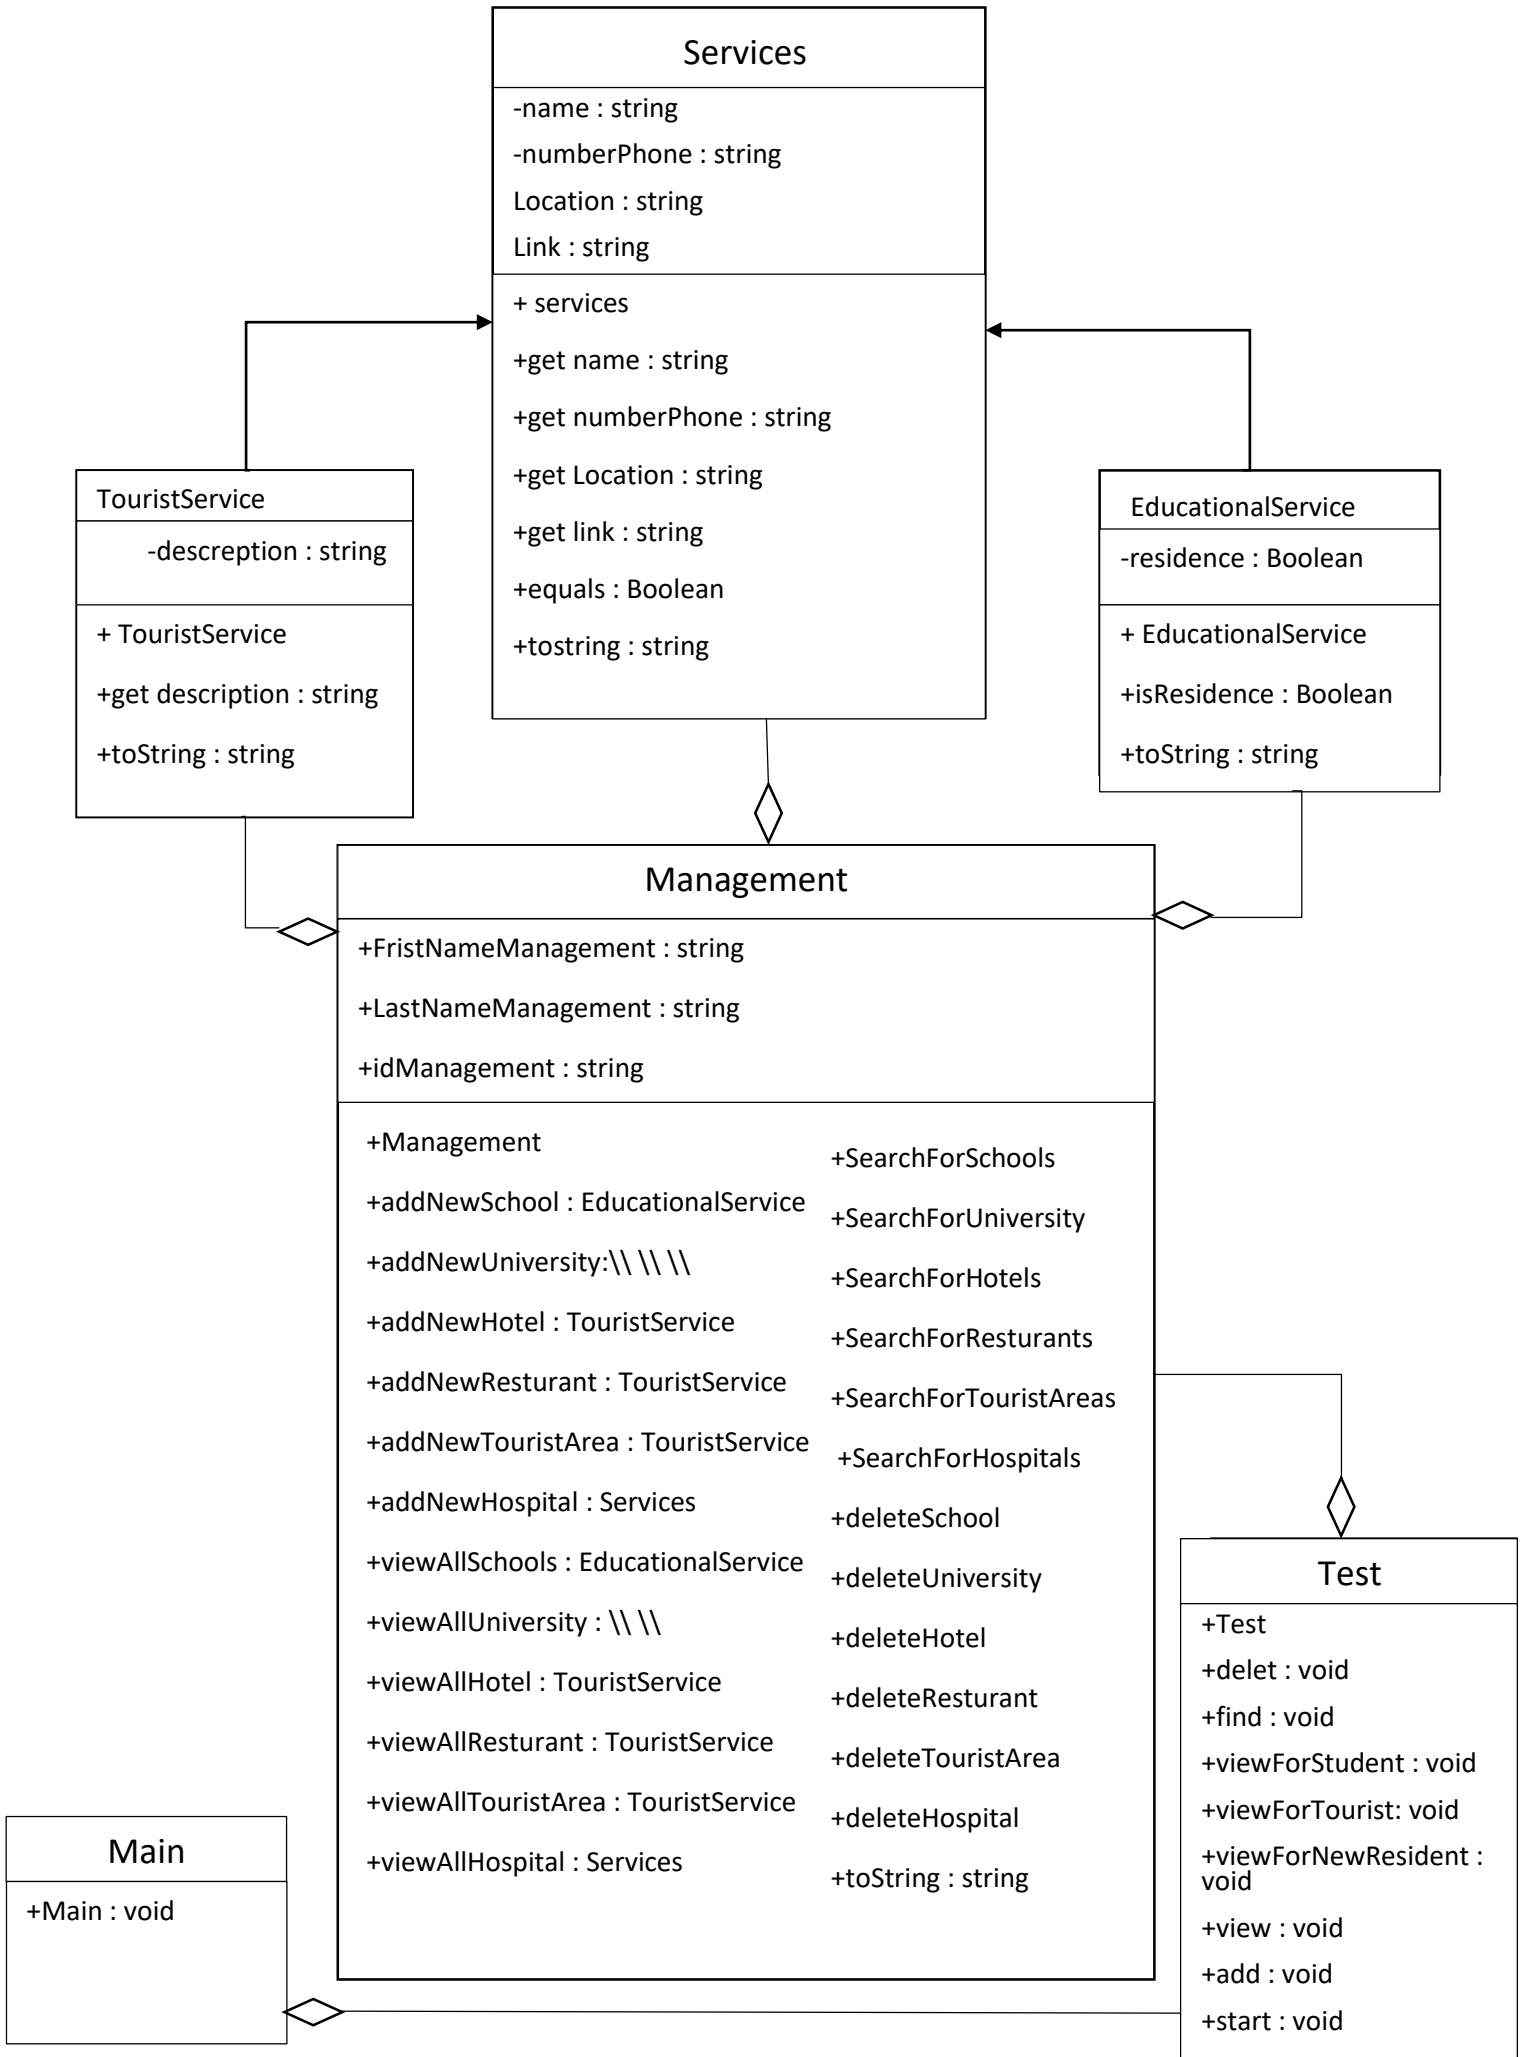 Services
-name : string
-numberPhone : string
Location : string
Link : string
+ services
+get name : string
+get numberPhone : string
+get Location : string
+get link : string
+equals : Boolean
+tostring : string
TouristService
-descreption : string
+ TouristService
+get description : string
+toString : string
EducationalService
-residence : Boolean
+ EducationalService
+isResidence : Boolean
+toString : string
Management
+FristNameManagement : string
+LastNameManagement : string
+idManagement : string
+Management
+addNewSchool : EducationalService
+addNewUniversity:\\ \\ \\
+addNewHotel : TouristService
+addNewResturant : TouristService
+addNewTouristArea : TouristService
+addNewHospital : Services
+viewAllSchools : EducationalService
+viewAllUniversity : \\ \\
+viewAllHotel : TouristService
+viewAllResturant : TouristService
+viewAllTouristArea : TouristService
+viewAllHospital : Services
+SearchForSchools
+SearchForUniversity
+SearchForHotels
+SearchForResturants
+SearchForTouristAreas
+SearchForHospitals
+deleteSchool
+deleteUniversity
+deleteHotel
+deleteResturant
+deleteTouristArea
+deleteHospital
+toString : string
Test
+Test
+delet : void
+find : void
+viewForStudent : void
+viewForTourist: void
+viewForNewResident :
void
+view : void
+add : void
+start : void
Main
+Main : void